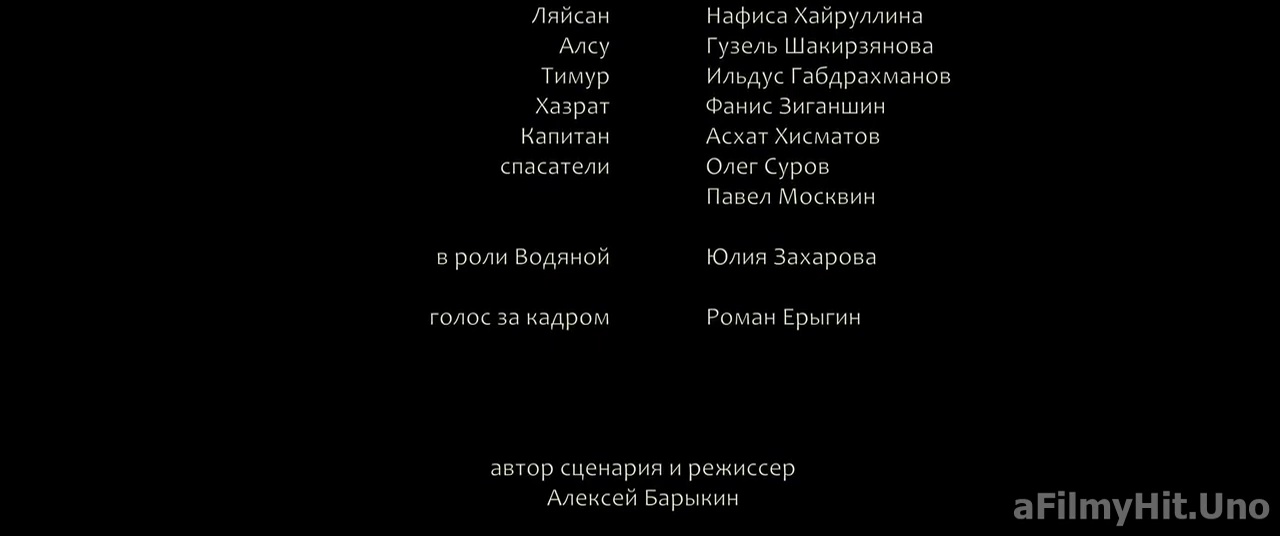 Ляйсан Нафиса Хайруллина
Алсу Гузель Шакирзянова
Тимур Ильдус Габдрахманов
Хазрат Фанис Зиганшин
Капитан Асхат Хисматов
спасатели Олег Суров
Павел Москвин
в роли Водяной Юлия Захарова
голос за кадром Роман Ерыгин
автор сценария и режиссер
Алексей Барыкин
aFilmyHit.Uno